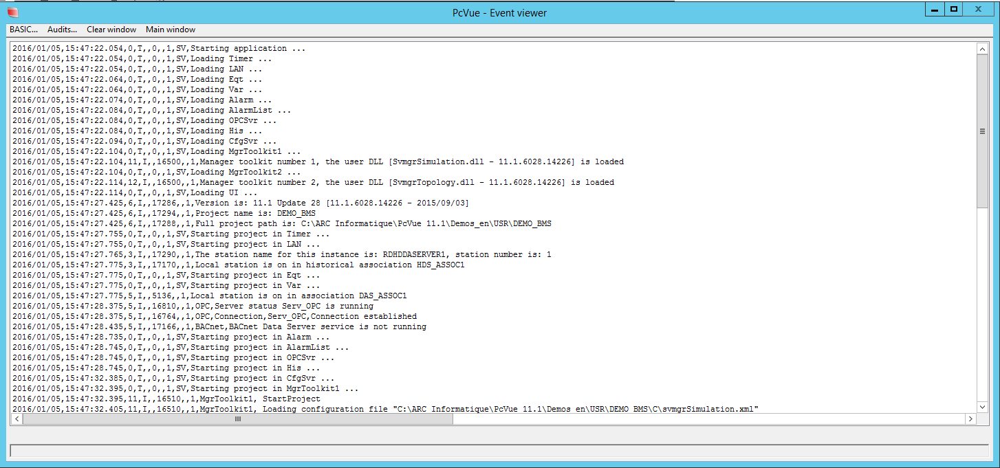 PcVue - Event viewer
BASIC... Audits... Clear window Main window
2016/01/05,15:47:22.054,0,T,,0,,1,SV,Starting application ...
2016/01/05,15:47:22.054,0,T,,0,,1,SV,Loading Timer ...
2016/01/05,15:47:22.054,0,T,,0,,1,SV,Loading LAN ...
2016/01/05,15:47:22.064,0,T,,0,,1,SV,Loading Eqt ...
2016/01/05,15:47:22.064,0,T,,0,,1,SV,Loading Var ...
2016/01/05,15:47:22.074,0,T,,0,,1,SV,Loading Alarm ...
2016/01/05,15:47:22.084,0,T,,0,,1,SV,Loading AlarmList ...
2016/01/05,15:47:22.084,0,T,,0,,1,SV,Loading OPCSvr ...
2016/01/05,15:47:22.084,0,T,,0,,1,SV,Loading His ...
2016/01/05,15:47:22.094,0,T,,0,,1,SV,Loading CfgSvr ...
2016/01/05,15:47:22.104,0,T,,0,,1,SV,Loading MgrToolkit1 ...
2016/01/05,15:47:22.104,11,I,,16500,,1,Manager toolkit number 1, the user DLL [SvmgrSimulation.dll - 11.1.6028.14226] is loaded
2016/01/05,15:47:22.104,0,T,,0,,1,SV,Loading MgrToolkit2 ...
2016/01/05,15:47:22.114,12,I,,16500,,1,Manager toolkit number 2, the user DLL [SvmgrTopology.dll - 11.1.6028.14226] is loaded
2016/01/05,15:47:22.114,0,T,,0,,1,SV,Loading UI ...
2016/01/05,15:47:27.425,6,I,,17286,,1,Version is: 11.1 Update 28 [11.1.6028.14226 - 2015/09/03]
2016/01/05,15:47:27.425,6,I,,17294,,1,Project name is: DEMO_BMS
2016/01/05,15:47:27.425,6,I,,17288,,1,Full project path is: C:\ARC Informatique\PcVue 11.1\Demos_en\USR\DEMO_BMS
2016/01/05,15:47:27.755,0,T,,0,,1,SV,Starting project in Timer ...
2016/01/05,15:47:27.755,0,T,,0,,1,SV,Starting project in LAN ...
2016/01/05,15:47:27.765,3,I,,17290,,1,The station name for this instance is: RDHDDASERVER1, station number is: 1
2016/01/05,15:47:27.775,3,I,,17170,,1,Local station is on in historical association HDS_ASSOC1
2016/01/05,15:47:27.775,0,T,,0,,1,SV,Starting project in Eqt ...
2016/01/05,15:47:27.775,0,T,,0,,1,SV,Starting project in Var ...
2016/01/05,15:47:27.775,5,I,,5136,,1,Local station is on in association DAS_ASSOC1
2016/01/05,15:47:28.375,5,I,,16810,,1,OPC,Server status Serv_OPC is running
2016/01/05,15:47:28.375,5,I,,16764,,1,OPC,Connection,Serv_OPC,Connection established
2016/01/05,15:47:28.435,5,I,,17166,,1,BACnet,BACnet Data Server service is not running
2016/01/05,15:47:28.735,0,T,,0,,1,SV,Starting project in Alarm ...
2016/01/05,15:47:28.745,0,T,,0,,1,SV,Starting project in AlarmList ...
2016/01/05,15:47:28.745,0,T,,0,,1,SV,Starting project in OPCSvr ...
2016/01/05,15:47:28.745,0,T,,0,,1,SV,Starting project in His ...
2016/01/05,15:47:32.385,0,T,,0,,1,SV,Starting project in CfgSvr ...
2016/01/05,15:47:32.395,0,T,,0,,1,SV,Starting project in MgrToolkit1 ...
2016/01/05,15:47:32.395,11,I,,16510,,1,MgrToolkit1, StartProject
2016/01/05,15:47:32.405,11,I,,16510,,1,MgrToolkit1, Loading configuration file "C:\ARC Informatique\PcVue 11.1\Demos_en\USR\DEMO_BMS\C\svmgrSimulation.xml"